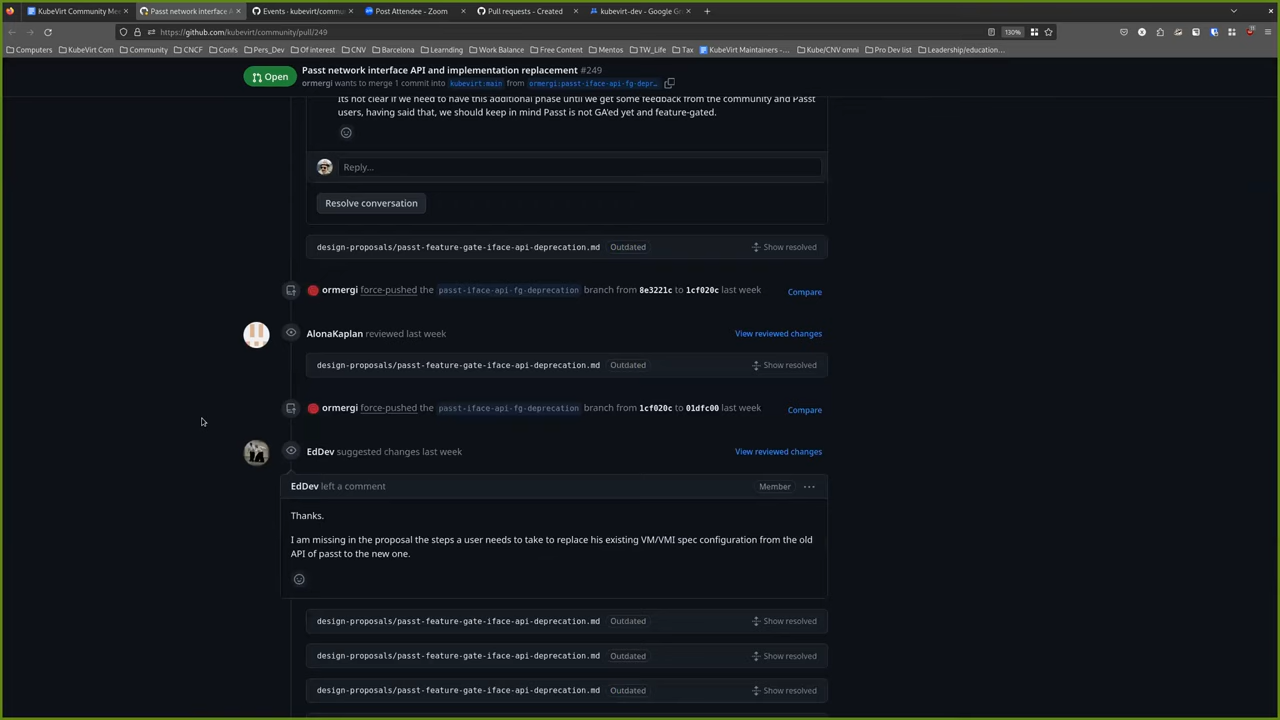 KubeVirt Community Mee
Passt network interface A
Events · kubevirt/commu
Post Attendee - Zoom
Pull requests - Created
kubevirt-dev - Google Gr
https://github.com/kubevirt/community/pull/249
130%
Computers
KubeVirt Com
Community
CNCF
Confs
Pers_Dev
Of interest
CNV
Barcelona
Learnding
Work Balance
Free Content
Mentos
TW_Life
Tax
KubeVirt Maintainers -...
Kube/CNV omni
Pro Dev list
Leadership/education...
Open
Passt network interface API and implementation replacement #249
ormergi wants to merge 1 commit into kubevirt:main from ormergi:passt-iface-api-fg-depr…
Its not clear if we need to have this additional phase until we get some feedback from the community and Passt
users, having said that, we should keep in mind Passt is not GA'ed yet and feature-gated.
Reply...
Resolve conversation
design-proposals/passt-feature-gate-iface-api-deprecation.md Outdated Show resolved
ormergi force-pushed the passt-iface-api-fg-deprecation branch from 8e3221c to 1cf020c last week Compare
AlonaKaplan reviewed last week View reviewed changes
design-proposals/passt-feature-gate-iface-api-deprecation.md Outdated Show resolved
ormergi force-pushed the passt-iface-api-fg-deprecation branch from 1cf020c to 01dfc00 last week Compare
EdDev suggested changes last week View reviewed changes
EdDev left a comment Member
Thanks.
I am missing in the proposal the steps a user needs to take to replace his existing VM/VMI spec configuration from the old
API of passt to the new one.
design-proposals/passt-feature-gate-iface-api-deprecation.md Outdated Show resolved
design-proposals/passt-feature-gate-iface-api-deprecation.md Outdated Show resolved
design-proposals/passt-feature-gate-iface-api-deprecation.md Outdated Show resolved